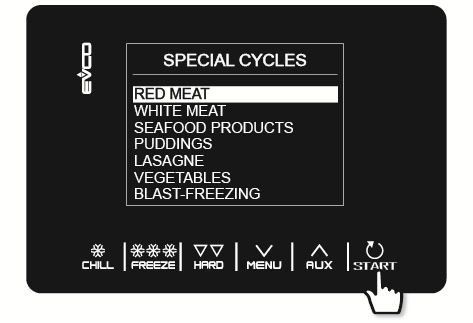 EVCO
SPECIAL CYCLES
RED MEAT
WHITE MEAT
SEAFOOD PRODUCTS
PUDDINGS
LASAGNE
VEGETABLES
BLAST-FREEZING
CHILL FREEZE HARD MENU AUX START